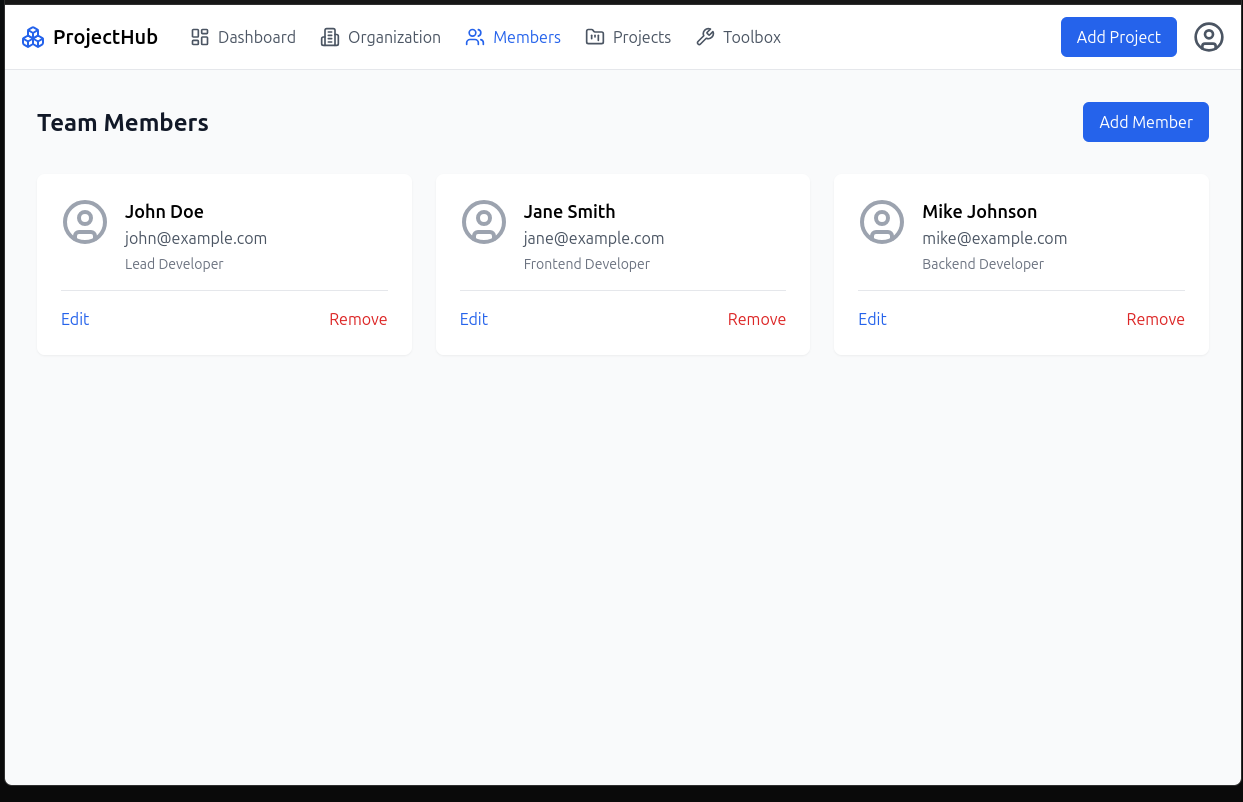 ProjectHub Dashboard Organization Members Projects Toolbox Add Project
Team Members Add Member
John Doe
john@example.com
Lead Developer
Edit Remove
Jane Smith
jane@example.com
Frontend Developer
Edit Remove
Mike Johnson
mike@example.com
Backend Developer
Edit Remove